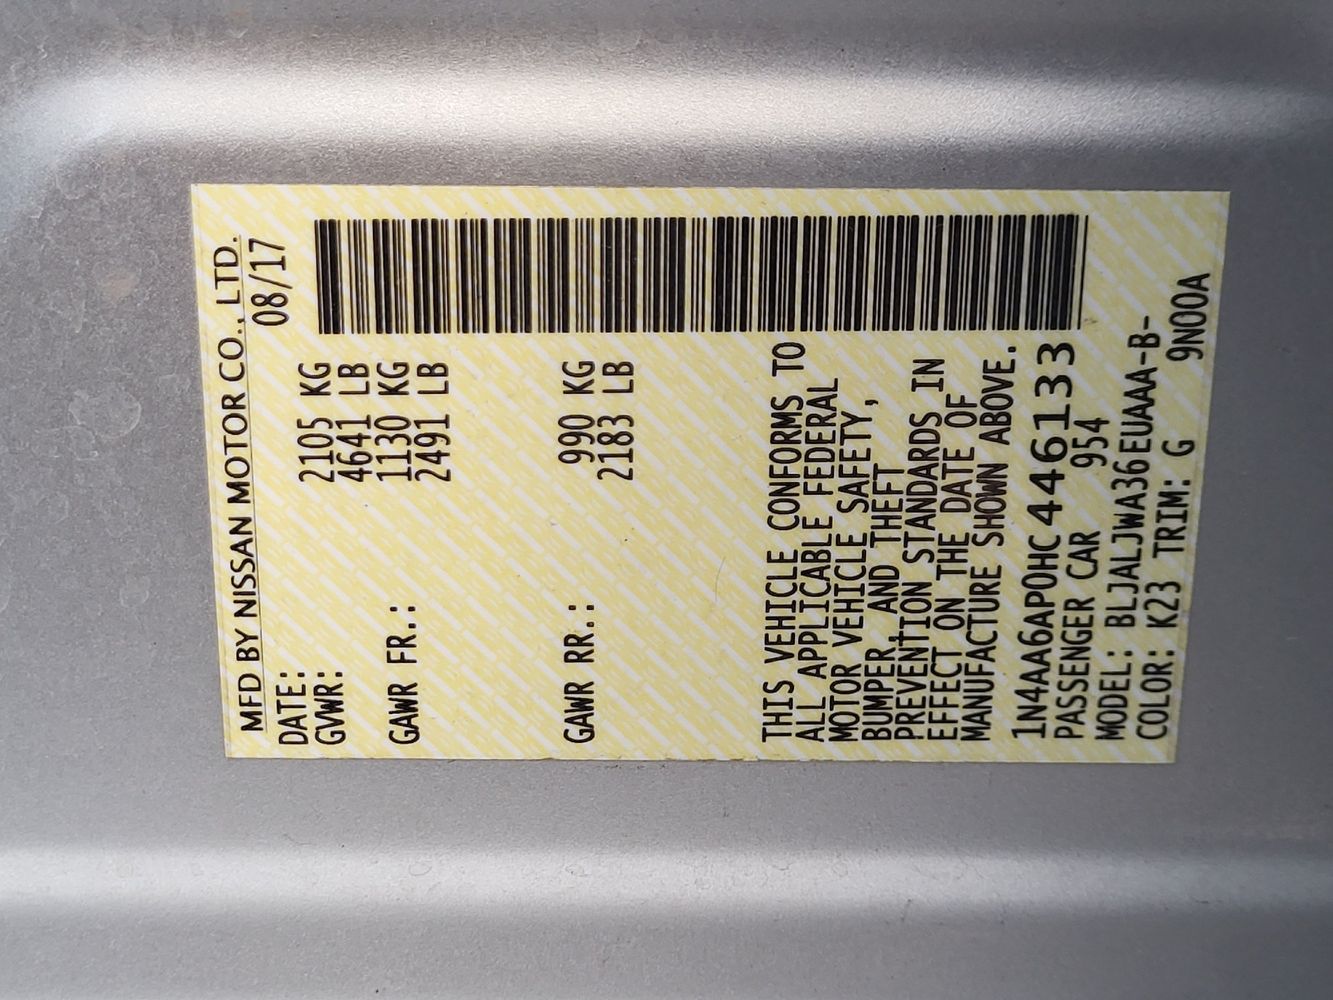 MFD BY NISSAN MOTOR CO., LTD.
DATE: 08/17
GVWR: 2105 KG
4641 LB
GAWR FR.: 1130 KG
2491 LB
GAWR RR.: 990 KG
2183 LB
THIS VEHICLE CONFORMS TO
ALL APPLICABLE FEDERAL
MOTOR VEHICLE SAFETY,
BUMPER, AND THEFT
PREVENTION STANDARDS IN
EFFECT ON THE DATE OF
MANUFACTURE SHOWN ABOVE.
1N4AA6AP0HC446133
PASSENGER CAR 954
MODEL: BLJALJWA36EUAAA-B-
COLOR: K23 TRIM: G 9N00A